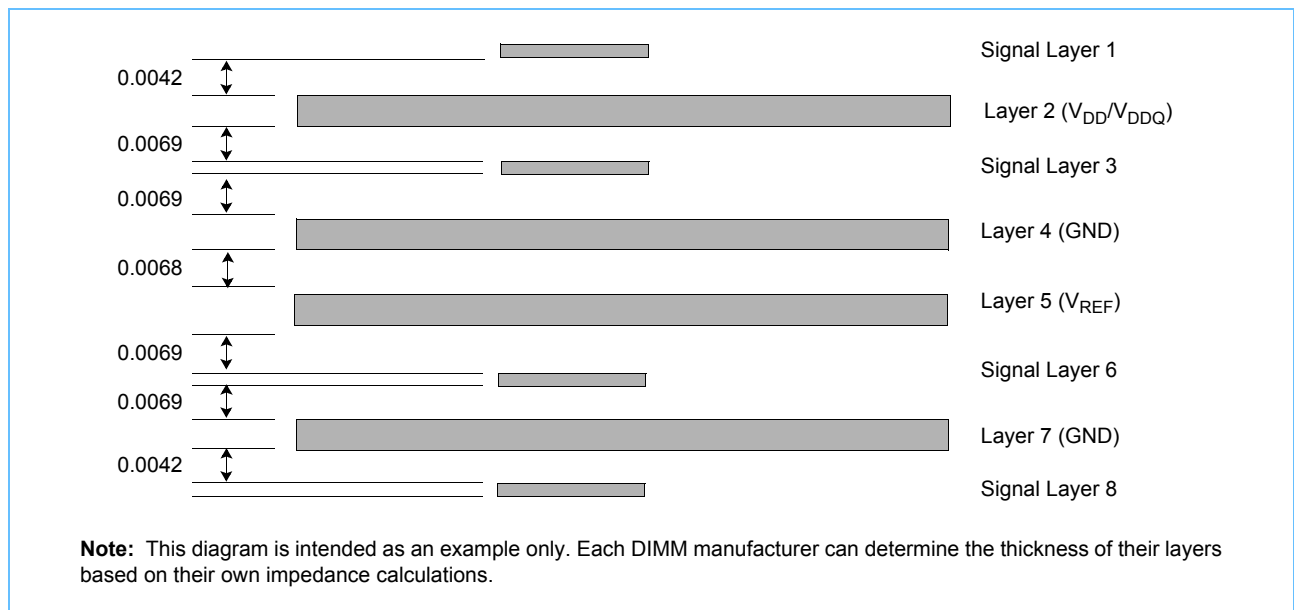 Signal Layer 1
0.0042
Layer 2 (VDD/VDDQ)
0.0069
Signal Layer 3
0.0069
Layer 4 (GND)
0.0068
Layer 5 (VREF)
0.0069
Signal Layer 6
0.0069
Layer 7 (GND)
0.0042
Signal Layer 8
Note: This diagram is intended as an example only. Each DIMM manufacturer can determine the thickness of their layers
based on their own impedance calculations.